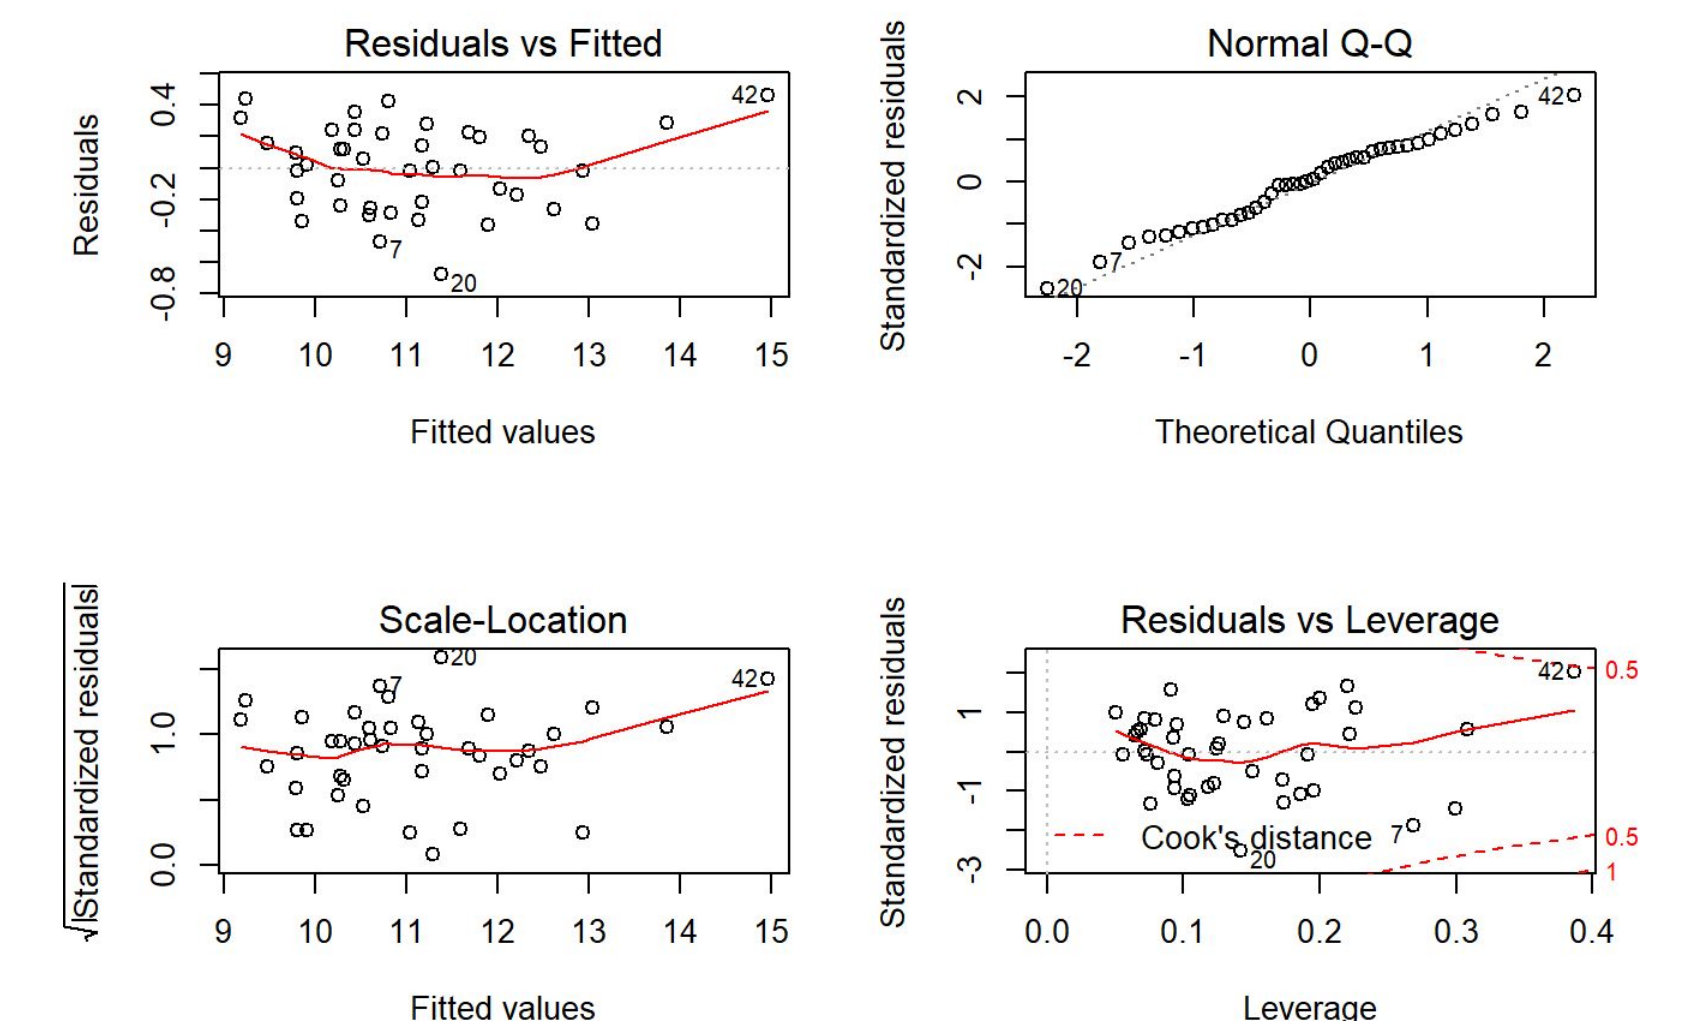 Residuals vs Fitted
Residuals
0.4
-0.2
-0.8
42
7
20
9 10 11 12 13 14 15
Fitted values
Normal Q-Q
Standardized residuals
2
0
-2
42
7
20
-2 -1 0 1 2
Theoretical Quantiles
Scale-Location
√|Standardized residuals|
1.0
0.0
20
7
42
9 10 11 12 13 14 15
Fitted values
Residuals vs Leverage
Standardized residuals
1
-1
-3
42
0.5
Cook's distance
7
0.5
20
1
0.0 0.1 0.2 0.3 0.4
Leverage